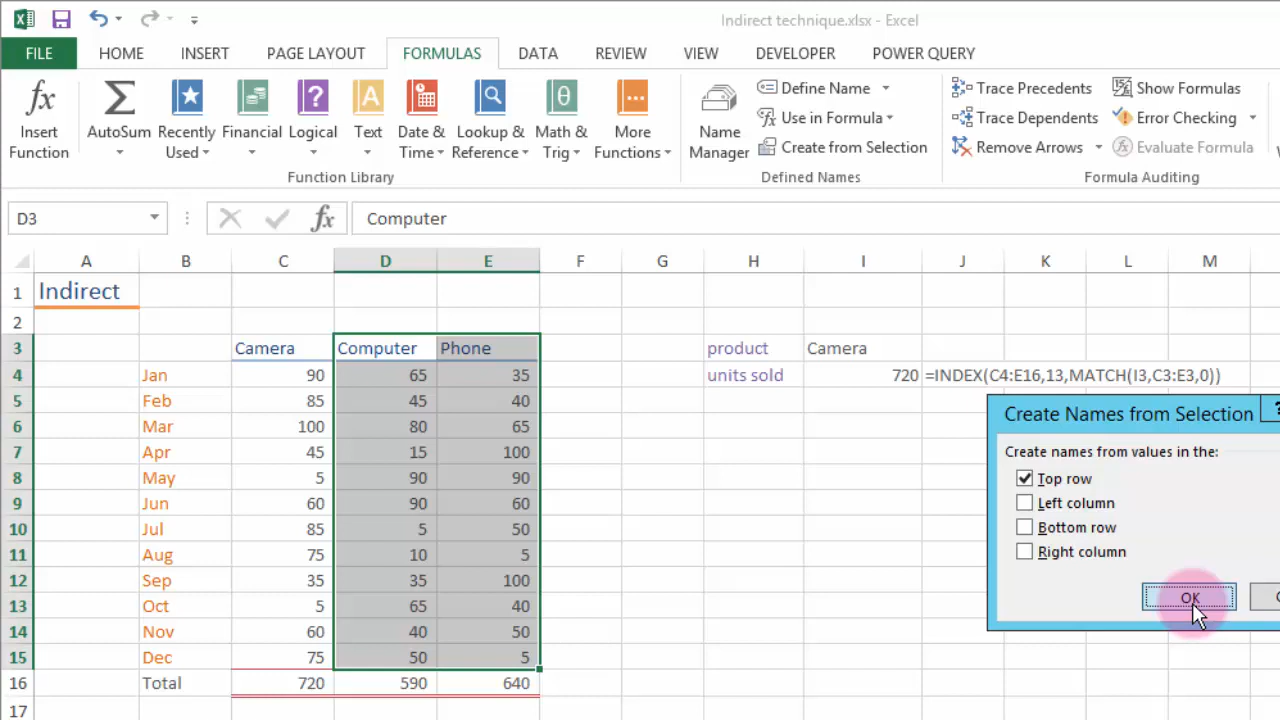 Indirect technique.xlsx - Excel
FILE HOME INSERT PAGE LAYOUT FORMULAS DATA REVIEW VIEW DEVELOPER POWER QUERY
Insert Function
AutoSum
Recently Used
Financial
Logical
Text
Date & Time
Lookup & Reference
Math & Trig
More Functions
Function Library
Name Manager
Define Name
Use in Formula
Create from Selection
Defined Names
Trace Precedents
Trace Dependents
Remove Arrows
Show Formulas
Error Checking
Evaluate Formula
Formula Auditing
D3 fx Computer
A B C D E F G H I J K L M
1 Indirect
2
3 Camera Computer Phone product Camera
4 Jan 90 65 35 units sold 720 =INDEX(C4:E16,13,MATCH(I3,C3:E3,0))
5 Feb 85 45 40
6 Mar 100 80 65
7 Apr 45 15 100
8 May 5 90 90
9 Jun 60 90 60
10 Jul 85 5 50
11 Aug 75 10 5
12 Sep 35 35 100
13 Oct 5 65 40
14 Nov 60 40 50
15 Dec 75 50 5
16 Total 720 590 640
17
Create Names from Selection ?
Create names from values in the:
Top row
Left column
Bottom row
Right column
OK